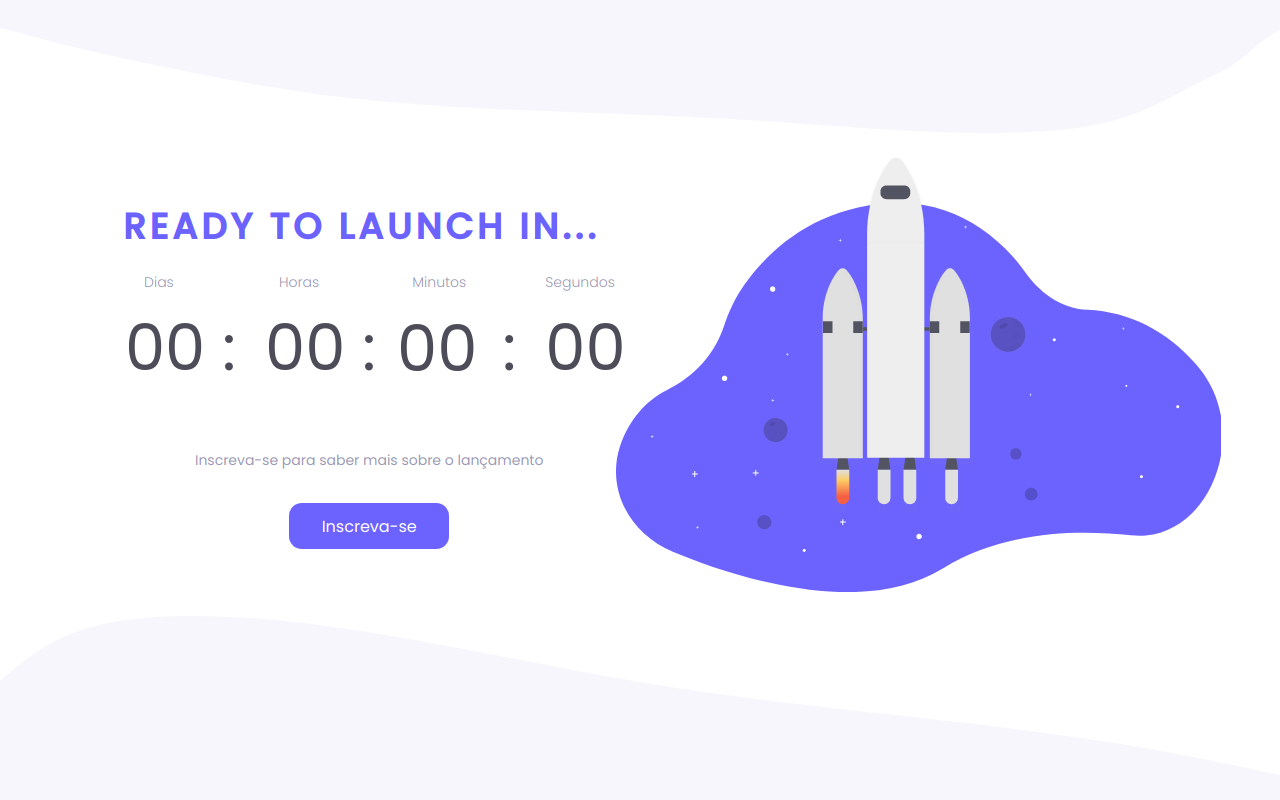 READY TO LAUNCH IN...
Dias Horas Minutos Segundos
00 : 00 : 00 : 00
Inscreva-se para saber mais sobre o lançamento
Inscreva-se